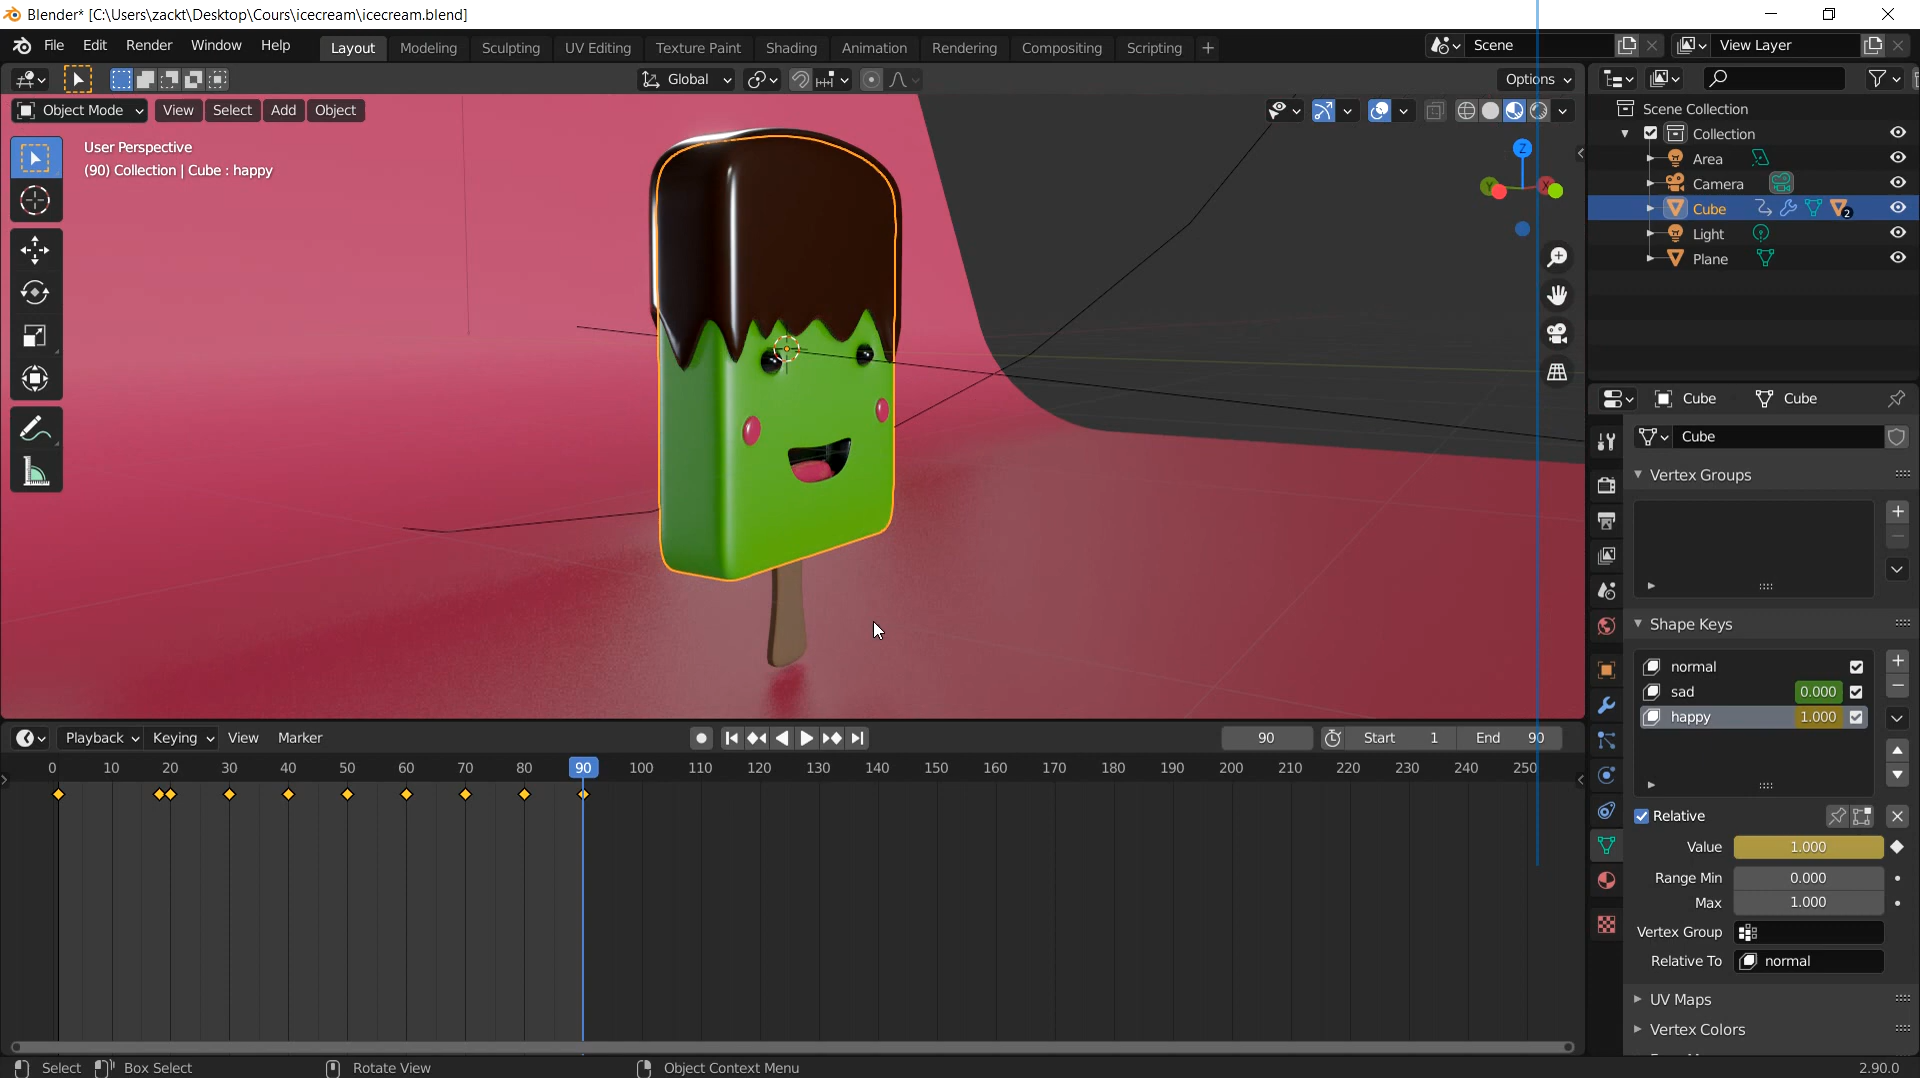 Blender* [C:\Users\zackt\Desktop\Cours\icecream\icecream.blend]
File Edit Render Window Help Layout Modeling Sculpting UV Editing Texture Paint Shading Animation Rendering Compositing Scripting + Scene View Layer
Global Options
Object Mode View Select Add Object
User Perspective
(90) Collection | Cube : happy
Z
Y X
Scene Collection
Collection
Area
Camera
Cube 2
Light
Plane
Cube Cube
Cube
Vertex Groups
Shape Keys
normal
sad 0.000
happy 1.000
Relative
Value 1.000
Range Min 0.000
Max 1.000
Vertex Group
Relative To normal
UV Maps
Vertex Colors
Playback Keying View Marker 90 Start 1 End 90
0 10 20 30 40 50 60 70 80 90 100 110 120 130 140 150 160 170 180 190 200 210 220 230 240 250
Select Box Select Rotate View Object Context Menu 2.90.0